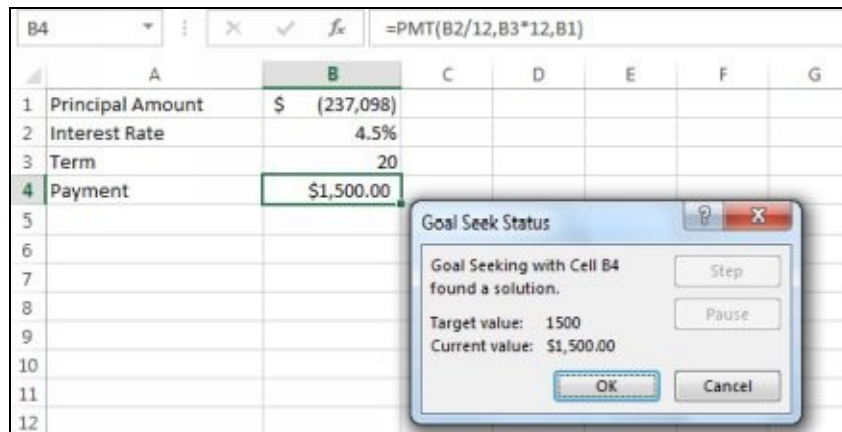 B4 fx =PMT(B2/12,B3*12,B1)
A B C D E F G
1 Principal Amount $ (237,098)
2 Interest Rate 4.5%
3 Term 20
4 Payment $1,500.00
5
6
7
8
9
10
11
12
Goal Seek Status
? X
Goal Seeking with Cell B4
found a solution.
Step
Target value: 1500
Pause
Current value: $1,500.00
OK Cancel